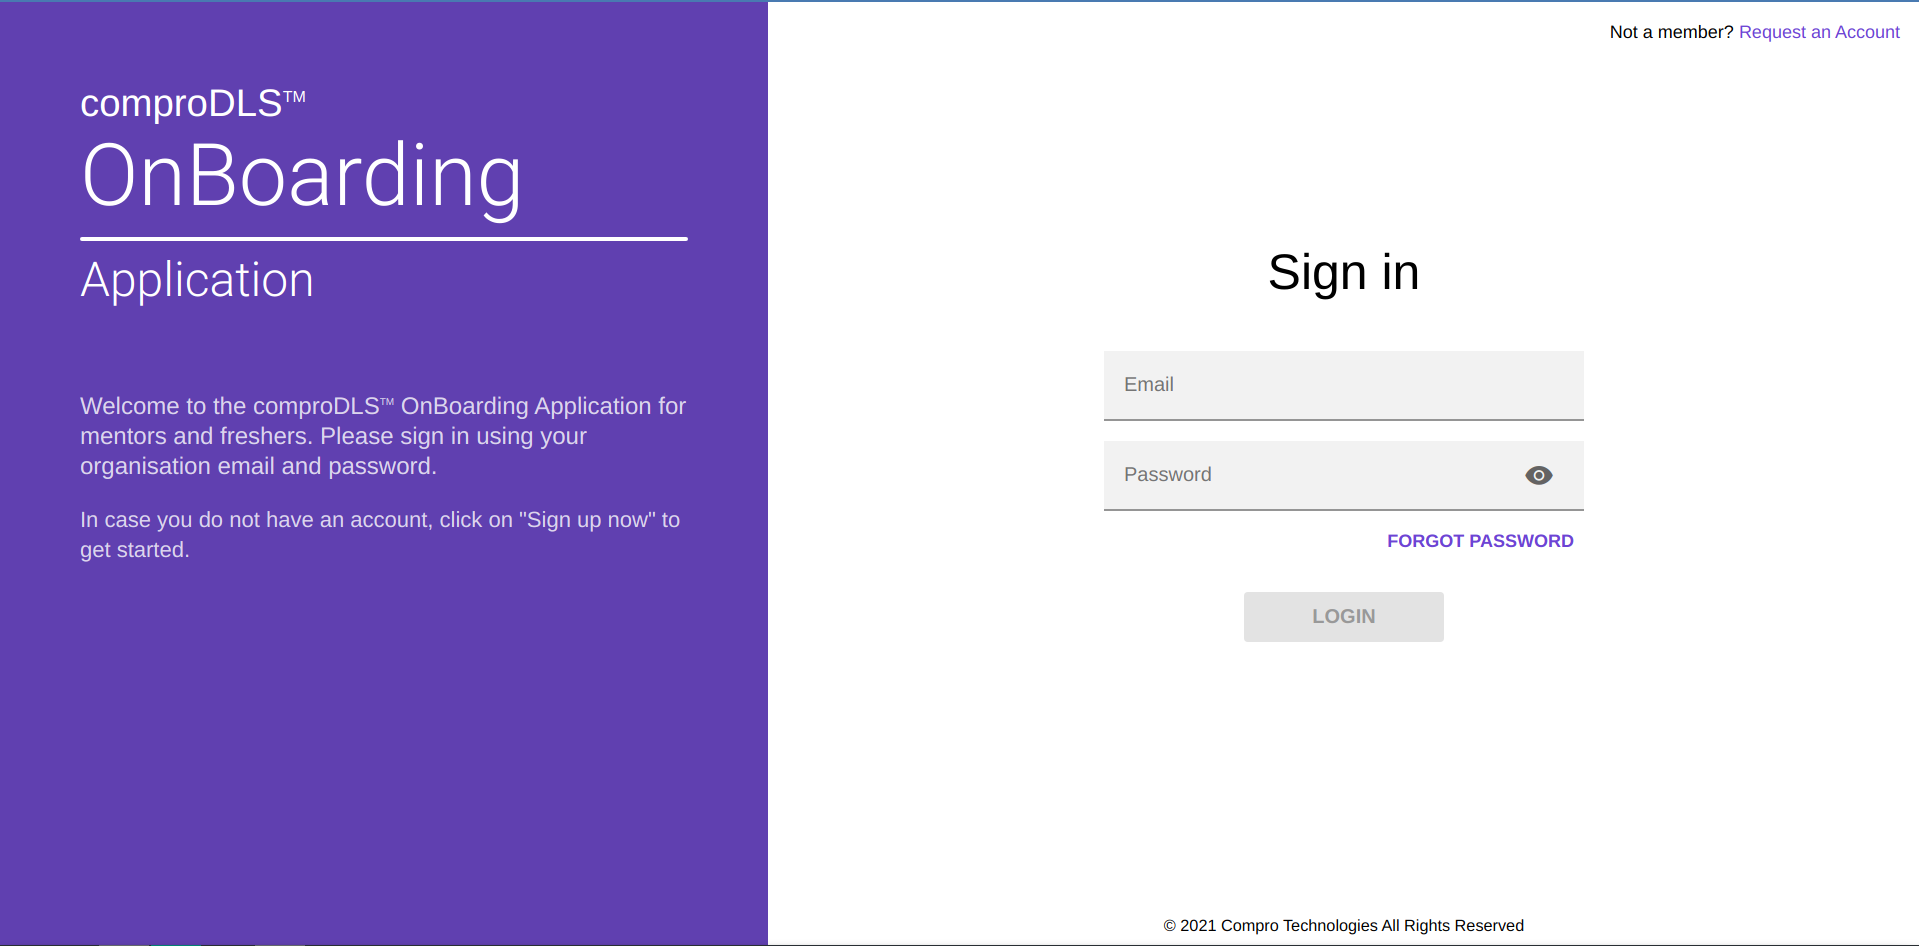 Not a member? Request an Account
comproDLS™
OnBoarding
Application
Welcome to the comproDLS™ OnBoarding Application for
mentors and freshers. Please sign in using your
organisation email and password.
In case you do not have an account, click on "Sign up now" to
get started.
Sign in
Email
Password
FORGOT PASSWORD
LOGIN
© 2021 Compro Technologies All Rights Reserved